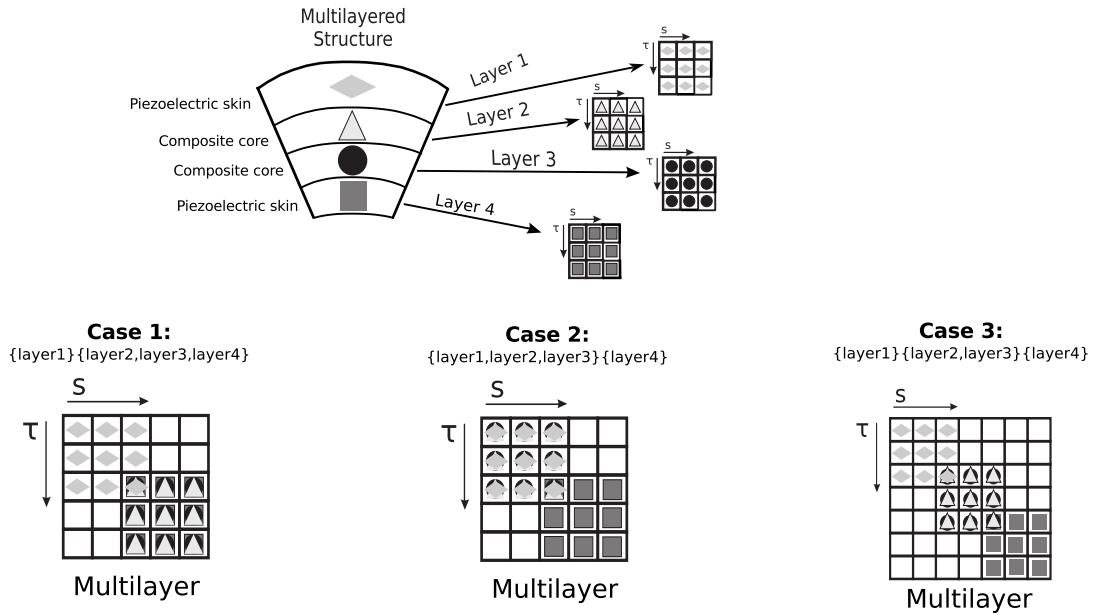 Multilayered
Structure
Piezoelectric skin
Composite core
Composite core
Piezoelectric skin
Layer 1
Layer 2
Layer 3
Layer 4
s
τ
s
τ
s
τ
s
τ
Case 1:
{layer1}{layer2,layer3,layer4}
S
τ
Multilayer
Case 2:
{layer1,layer2,layer3}{layer4}
S
τ
Multilayer
Case 3:
{layer1}{layer2,layer3}{layer4}
S
τ
Multilayer